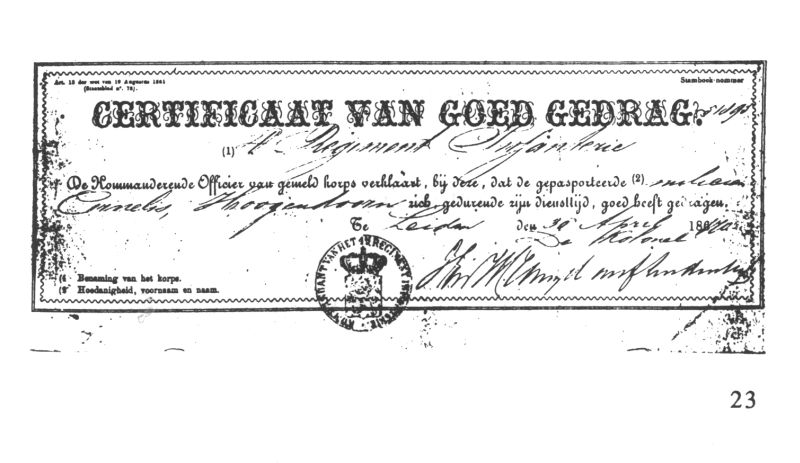 Art. 18 der wet van 19 Augustus 1861
(Staatsblad n°. 72).
Stamboek-nommer
CERTIFICAAT VAN GOED GEDRAG.
(1) 4e Regiment Infanterie
De Kommanderende Officier van gemeld korps verklaart, bij deze, dat de gepasporteerde (2) milicien
Cornelis Hoogendoorn zich, gedurende zijn diensttijd, goed heeft gedragen.
Te Leiden den 30 April 18
De Kolonel
(1 Benaming van het korps.
(2 Hoedanigheid, voornaam en naam.
23